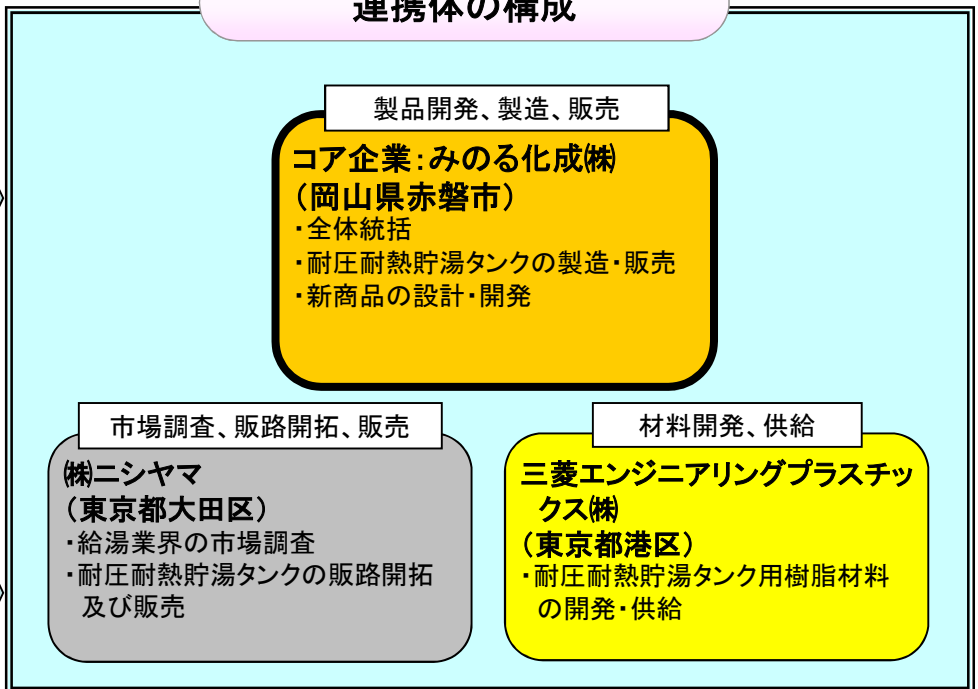 連携体の構成
製品開発、製造、販売
コア企業：みのる化成㈱
（岡山県赤磐市）
・全体統括
・耐圧耐熱貯湯タンクの製造・販売
・新商品の設計・開発
市場調査、販路開拓、販売
㈱ニシヤマ
（東京都大田区）
・給湯業界の市場調査
・耐圧耐熱貯湯タンクの販路開拓
及び販売
材料開発、供給
三菱エンジニアリングプラスチッ
クス㈱
（東京都港区）
・耐圧耐熱貯湯タンク用樹脂材料
の開発・供給